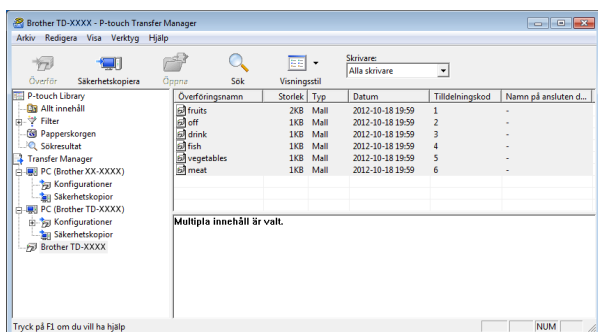 Brother TD-XXXX - P-touch Transfer Manager
Arkiv Redigera Visa Verktyg Hjälp
Överför Säkerhetskopiera Öppna Sök Visningsstil
Skrivare:
Alla skrivare
P-touch Library
Allt innehåll
Filter
Papperskorgen
Sökresultat
Transfer Manager
PC (Brother XX-XXXX)
Konfigurationer
Säkerhetskopior
PC (Brother TD-XXXX)
Konfigurationer
Säkerhetskopior
Brother TD-XXXX
Överföringsnamn Storlek Typ Datum Tilldelningskod Namn på ansluten d...
fruits 2KB Mall 2012-10-18 19:59 1 -
off 1KB Mall 2012-10-18 19:59 2 -
drink 1KB Mall 2012-10-18 19:59 3 -
fish 1KB Mall 2012-10-18 19:59 4 -
vegetables 1KB Mall 2012-10-18 19:59 5 -
meat 1KB Mall 2012-10-18 19:59 6 -
Multipla innehåll är valt.
Tryck på F1 om du vill ha hjälp NUM